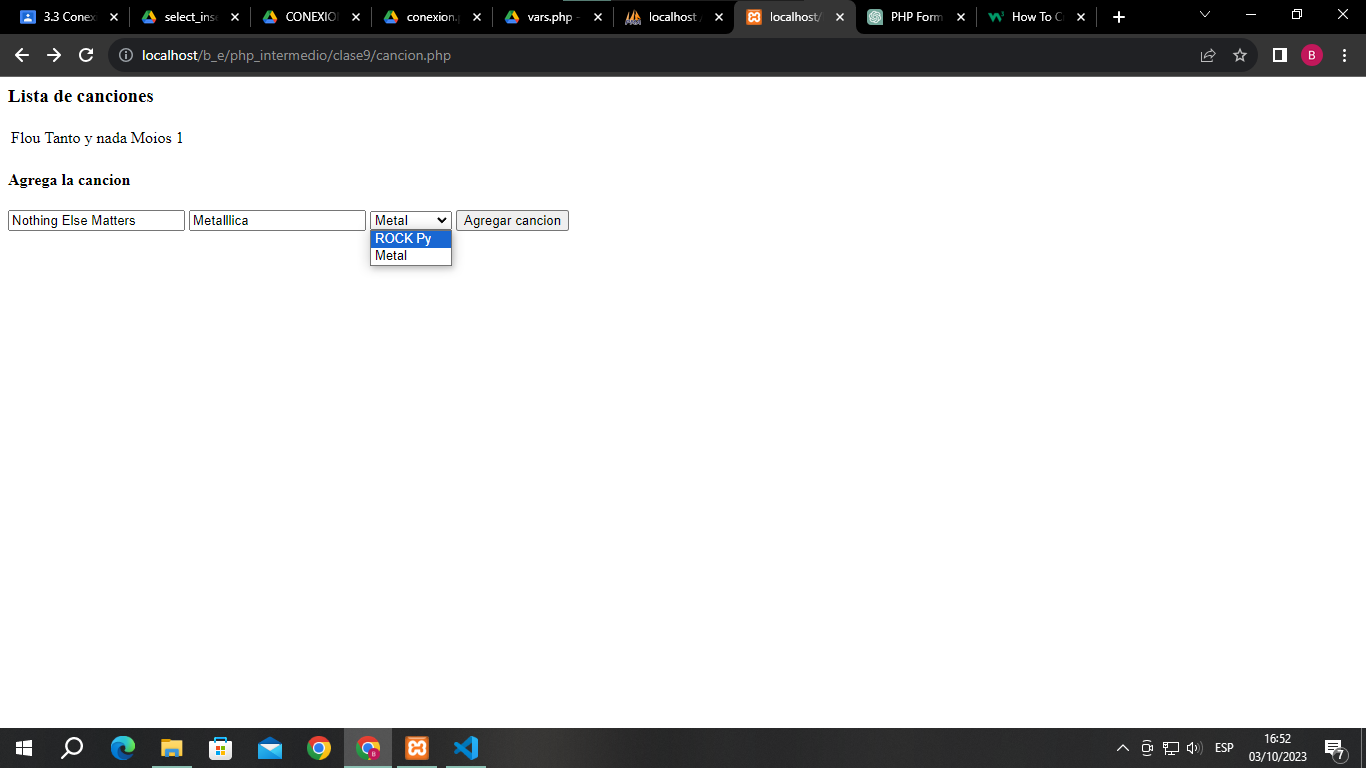 3.3 Conex
select_inse
CONEXIO
conexion.p
vars.php -
localhost /
localhost/
PHP Form
How To C
localhost/b_e/php_intermedio/clase9/cancion.php
B
Lista de canciones
Flou Tanto y nada Moios 1
Agrega la cancion
Nothing Else Matters Metalllica Metal Agregar cancion
ROCK Py
Metal
ESP
16:52
03/10/2023
7